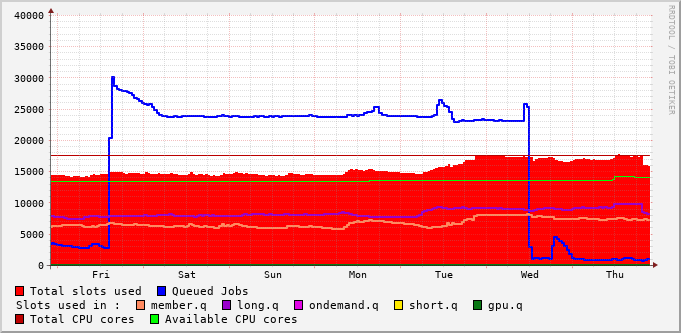 40000
35000
30000
25000
20000
15000
10000
5000
0
Fri Sat Sun Mon Tue Wed Thu
Total slots used Queued Jobs
Slots used in : member.q long.q ondemand.q short.q gpu.q
Total CPU cores Available CPU cores
RRDTOOL / TOBI OETIKER